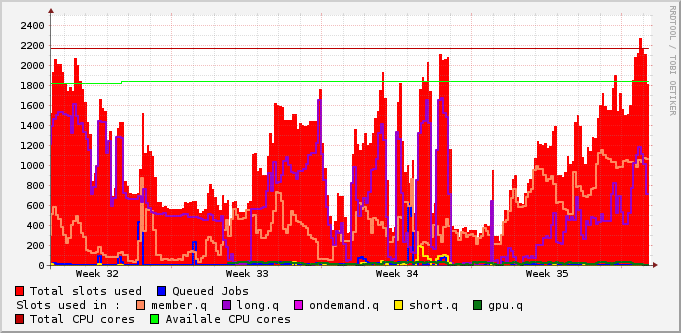 RRDTOOL / TOBI OETIKER
2400
2200
2000
1800
1600
1400
1200
1000
800
600
400
200
0
Week 32 Week 33 Week 34 Week 35
Total slots used Queued Jobs
Slots used in : member.q long.q ondemand.q short.q gpu.q
Total CPU cores Availale CPU cores